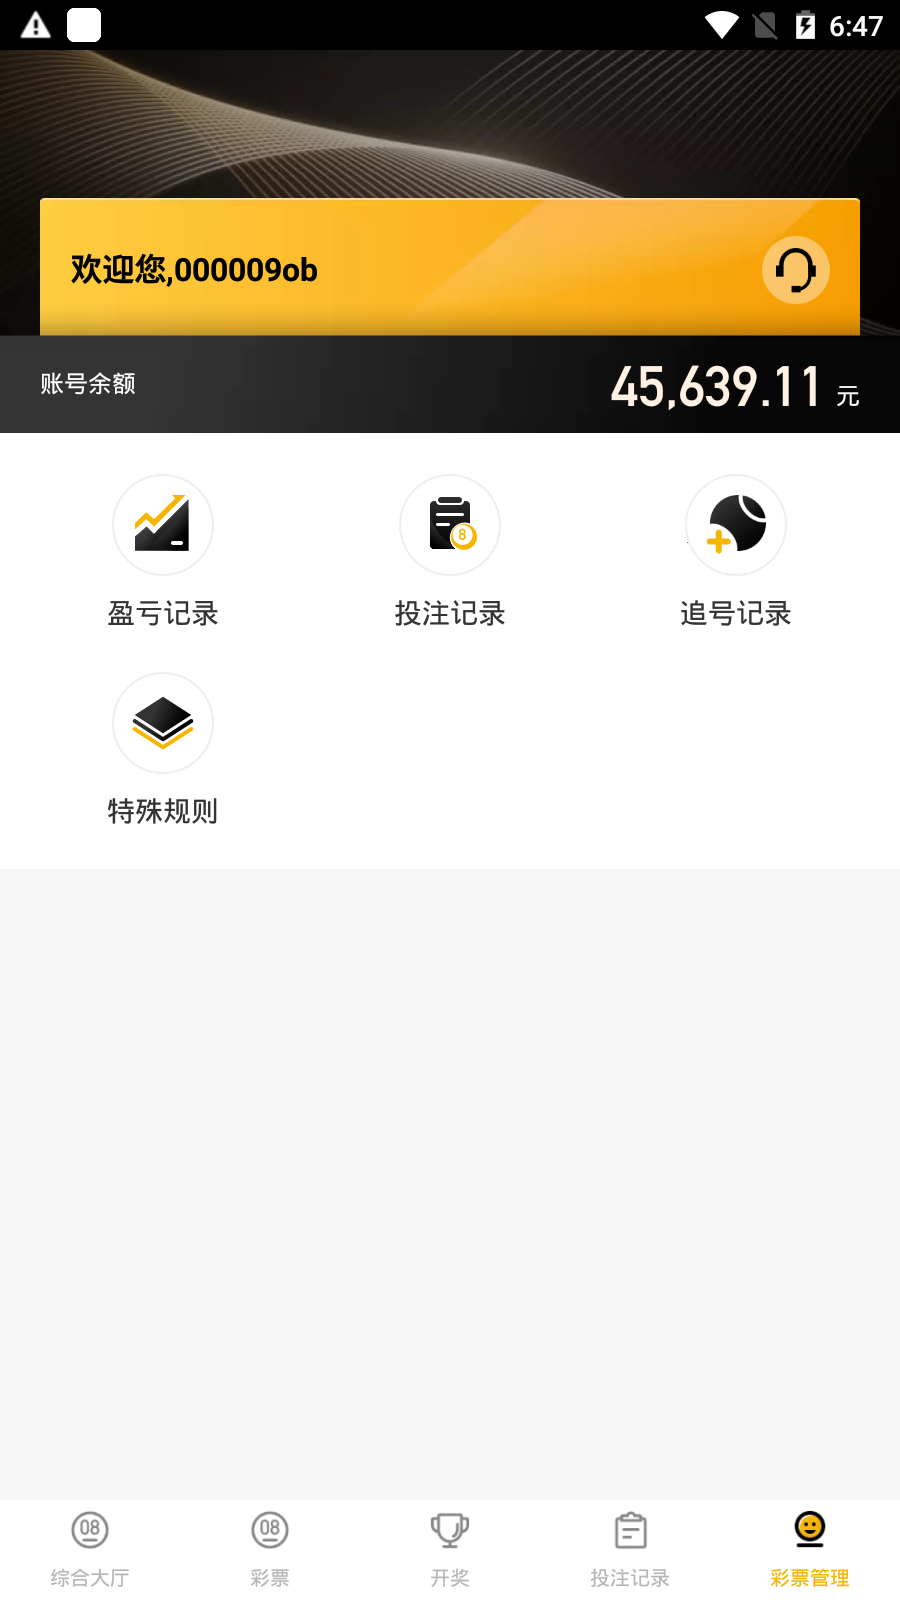 6:47
欢迎您,000009ob
账号余额
45,639.11 元
8
盈亏记录
投注记录
追号记录
特殊规则
08
08
综合大厅
彩票
开奖
投注记录
彩票管理